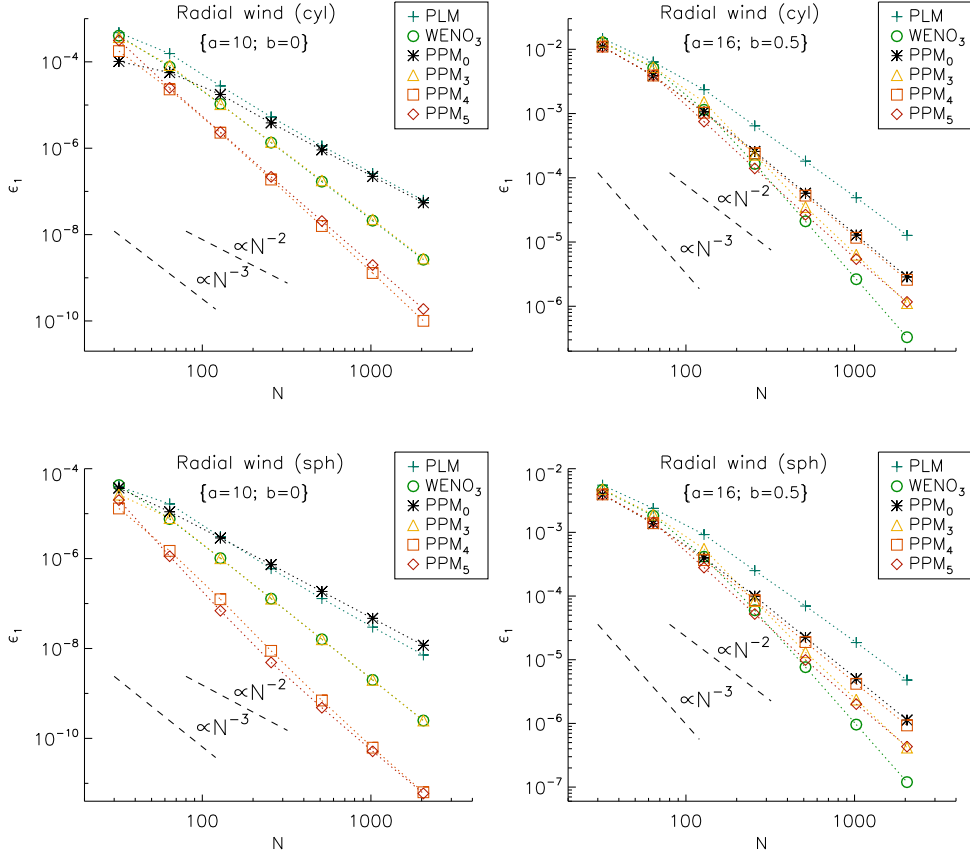 Radial wind (cyl)
{a=10; b=0}
PLM
WENO₃
PPM₀
PPM₃
PPM₄
PPM₅
10⁻⁴
10⁻⁶
10⁻⁸
10⁻¹⁰
ϵ₁
∝N⁻²
∝N⁻³
100
1000
N
Radial wind (cyl)
{a=16; b=0.5}
PLM
WENO₃
PPM₀
PPM₃
PPM₄
PPM₅
10⁻²
10⁻³
10⁻⁴
10⁻⁵
10⁻⁶
ϵ₁
∝N⁻²
∝N⁻³
100
1000
N
Radial wind (sph)
{a=10; b=0}
PLM
WENO₃
PPM₀
PPM₃
PPM₄
PPM₅
10⁻⁴
10⁻⁶
10⁻⁸
10⁻¹⁰
ϵ₁
∝N⁻²
∝N⁻³
100
1000
N
Radial wind (sph)
{a=16; b=0.5}
PLM
WENO₃
PPM₀
PPM₃
PPM₄
PPM₅
10⁻²
10⁻³
10⁻⁴
10⁻⁵
10⁻⁶
10⁻⁷
ϵ₁
∝N⁻²
∝N⁻³
100
1000
N